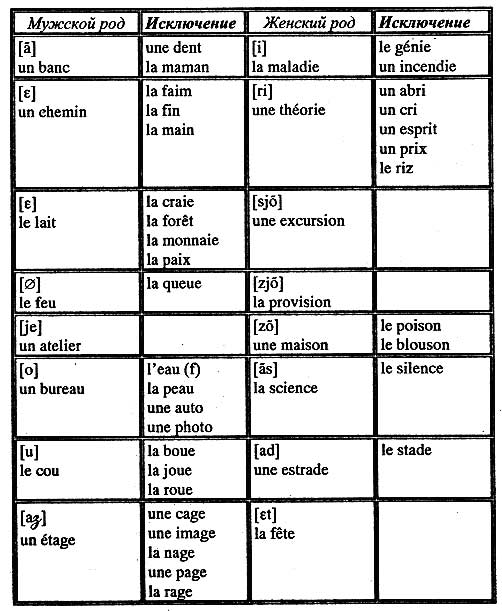 Мужской род Исключение Женский род Исключение
[ã] une dent [i] le génie
un banc la maman la maladie un incendie
[ɛ] la faim [ri] un abri
un chemin la fin une théorie un cri
la main un esprit
un prix
le riz
[ɛ] la craie [sjõ]
le lait la forêt une excursion
la monnaie
la paix
[Ø] la queue [zjõ]
le feu la provision
[je] [zõ] le poison
un atelier une maison le blouson
[o] l'eau (f) [ãs] le silence
un bureau la peau la science
une auto
une photo
[u] la boue [ad] le stade
le cou la joue une estrade
la roue
[aʒ] une cage [ɛt]
un étage une image la fête
la nage
une page
la rage